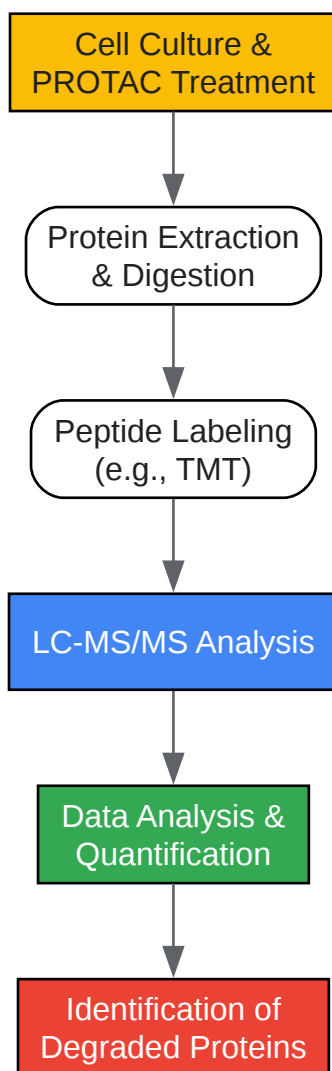 Cell Culture &
PROTAC Treatment
Protein Extraction
& Digestion
Peptide Labeling
(e.g., TMT)
LC-MS/MS Analysis
Data Analysis &
Quantification
Identification of
Degraded Proteins